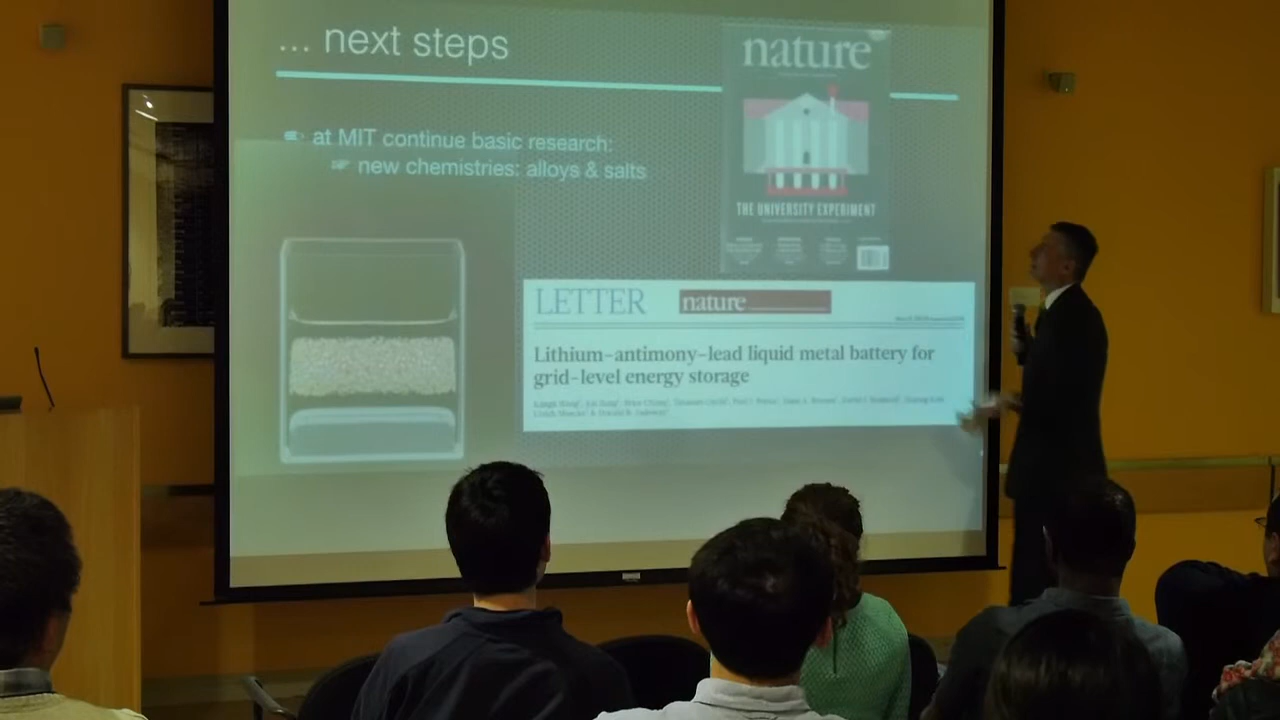 ... next steps
at MIT continue basic research:
new chemistries: alloys & salts
nature
THE UNIVERSITY EXPERIMENT
LETTER
nature
Lithium–antimony–lead liquid metal battery for
grid-level energy storage